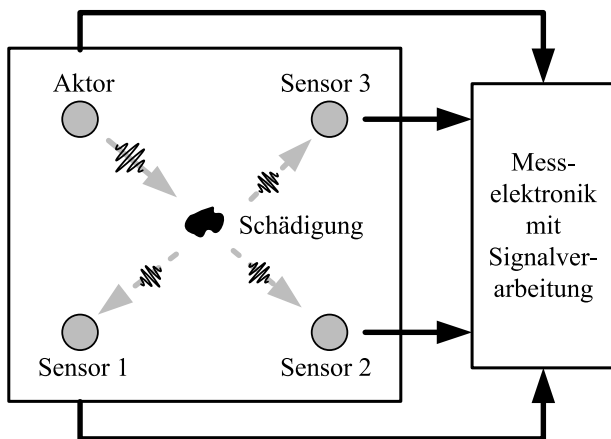 Aktor
Sensor 3
Schädigung
Sensor 1
Sensor 2
Mess-
elektronik
mit
Signalver-
arbeitung